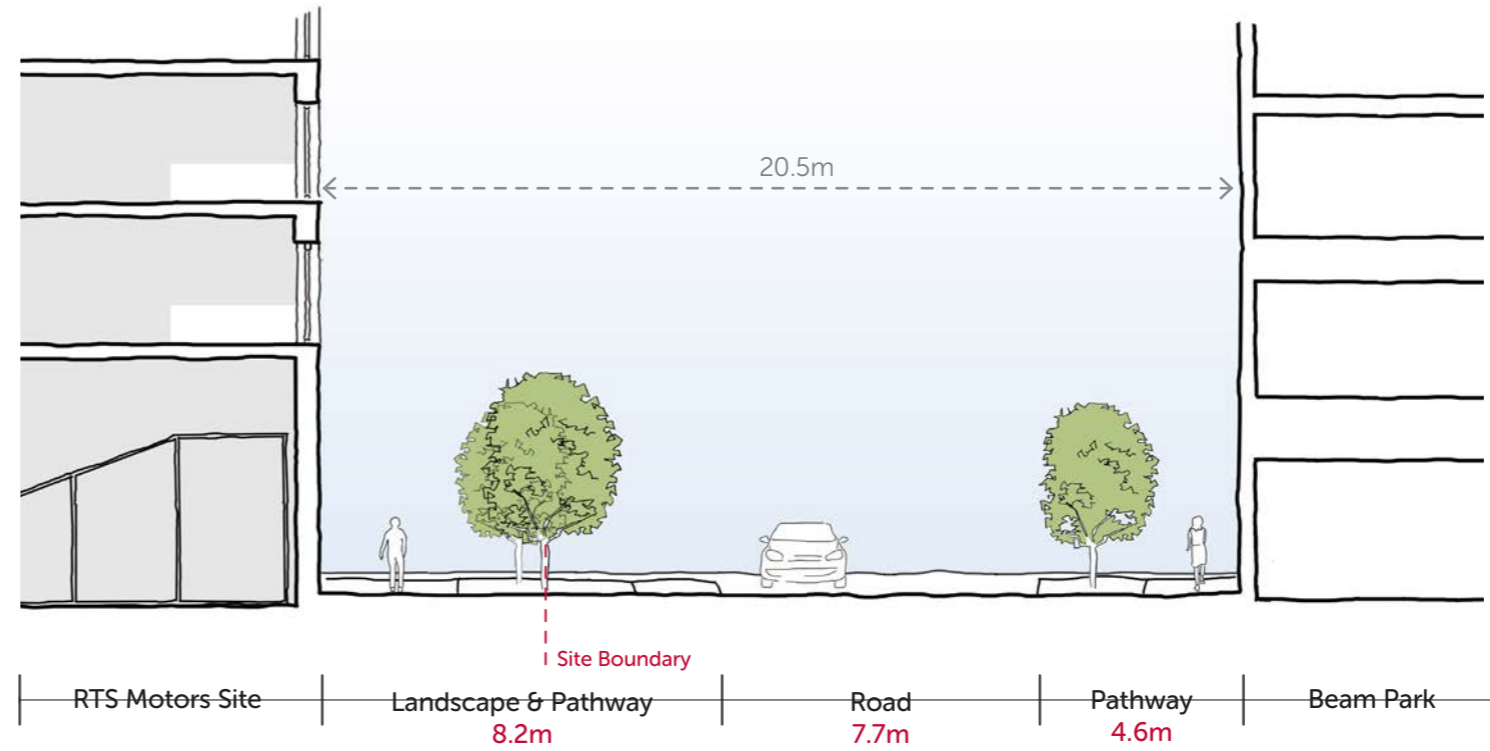 20.5m
Site Boundary
RTS Motors Site
Landscape & Pathway
8.2m
Road
7.7m
Pathway
4.6m
Beam Park